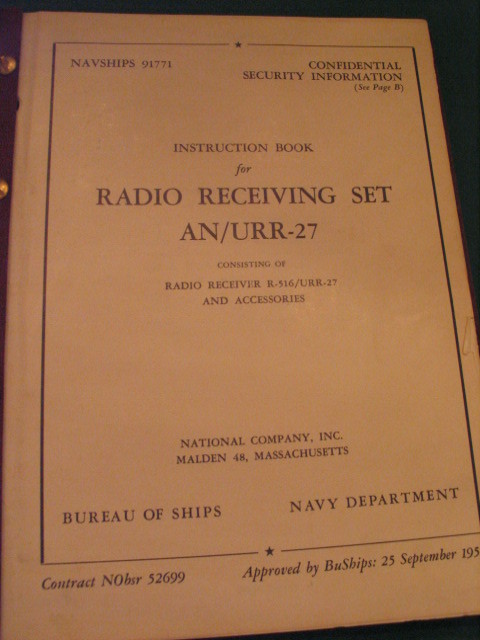 NAVSHIPS 91771
CONFIDENTIAL
SECURITY INFORMATION
(See Page B)
INSTRUCTION BOOK
for
RADIO RECEIVING SET
AN/URR-27
CONSISTING OF
RADIO RECEIVER R-516/URR-27
AND ACCESSORIES
NATIONAL COMPANY, INC.
MALDEN 48, MASSACHUSETTS
BUREAU OF SHIPS
NAVY DEPARTMENT
Contract NObsr 52699
Approved by BuShips: 25 September 195